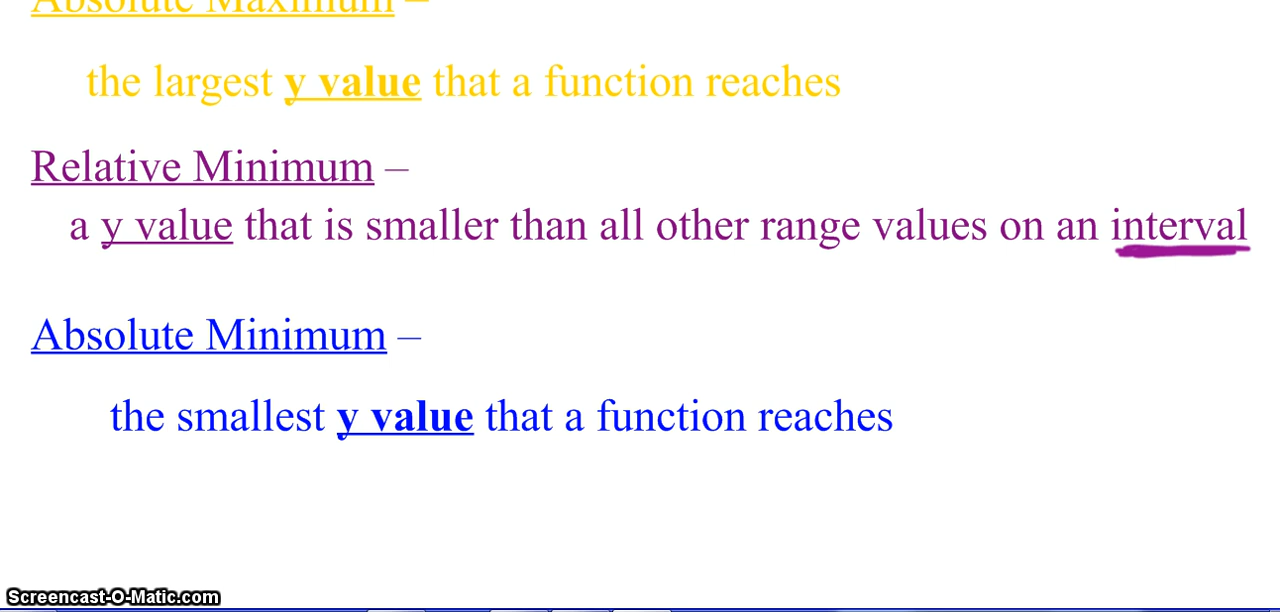 Absolute Maximum –
the largest y value that a function reaches
Relative Minimum –
a y value that is smaller than all other range values on an interval
Absolute Minimum –
the smallest y value that a function reaches
Screencast-O-Matic.com